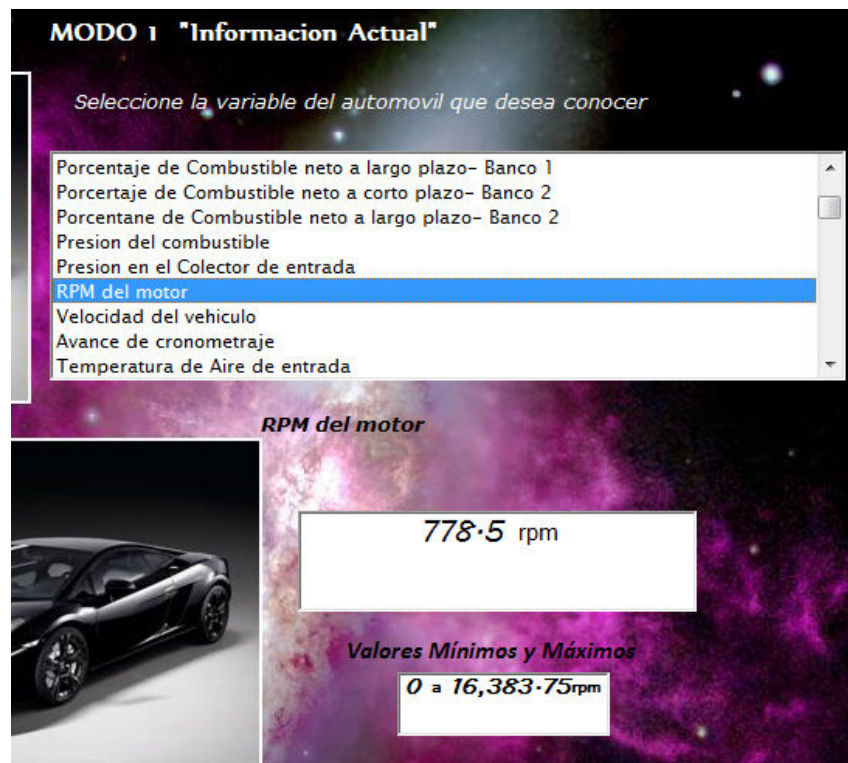 MODO 1 "Informacion Actual"
Seleccione la variable del automovil que desea conocer
Porcentaje de Combustible neto a largo plazo– Banco 1
Porcertaje de Combustible neto a corto plazo– Banco 2
Porcentane de Combustible neto a largo plazo– Banco 2
Presion del combustible
Presion en el Colector de entrada
RPM del motor
Velocidad del vehiculo
Avance de cronometraje
Temperatura de Aire de entrada
RPM del motor
778·5 rpm
Valores Mínimos y Máximos
0 a 16,383·75rpm